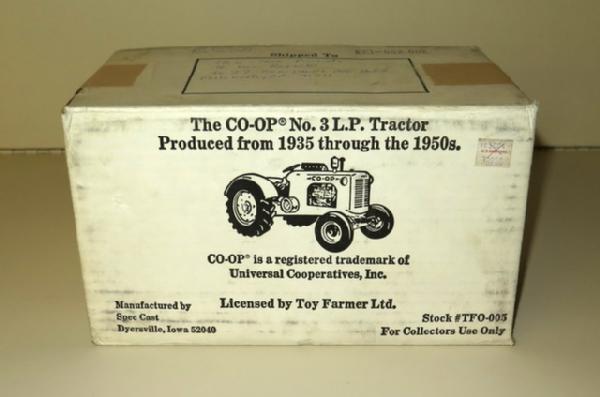 Shipped To
The CO-OP® No. 3 L.P. Tractor
Produced from 1935 through the 1950s.
CO-OP
CO-OP® is a registered trademark of
Universal Cooperatives, Inc.
Licensed by Toy Farmer Ltd.
Manufactured by
Spec Cast
Dyersville, Iowa 52040
Stock #TFO-005
For Collectors Use Only